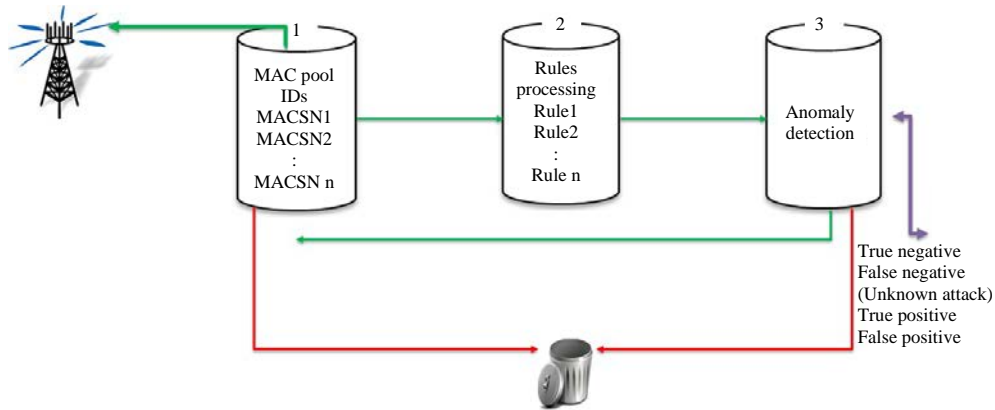 1
MAC pool
IDs
MACSN1
MACSN2
:
MACSN n
2
Rules
processing
Rule1
Rule2
:
Rule n
3
Anomaly
detection
True negative
False negative
(Unknown attack)
True positive
False positive